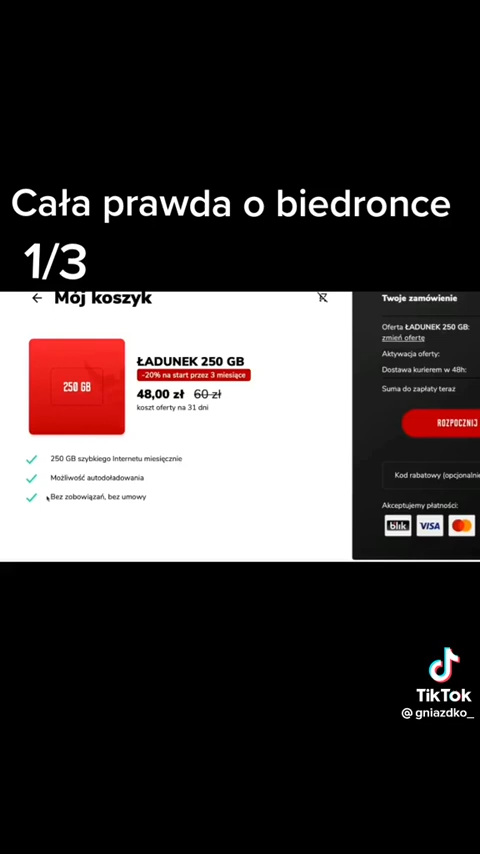 Cała prawda o biedronce
1/3
Mój koszyk
250 GB
ŁADUNEK 250 GB
-20% na start przez 3 miesiące
48,00 zł 60 zł
koszt oferty na 31 dni
250 GB szybkiego Internetu miesięcznie
Możliwość autodoładowania
Bez zobowiązań, bez umowy
Twoje zamówienie
Oferta ŁADUNEK 250 GB:
zmień ofertę
Aktywacja oferty:
Dostawa kurierem w 48h:
Suma do zapłaty teraz
ROZPOCZNIJ
Kod rabatowy (opcjonalnie
Akceptujemy płatności:
blik VISA
TikTok
@gniazdko_